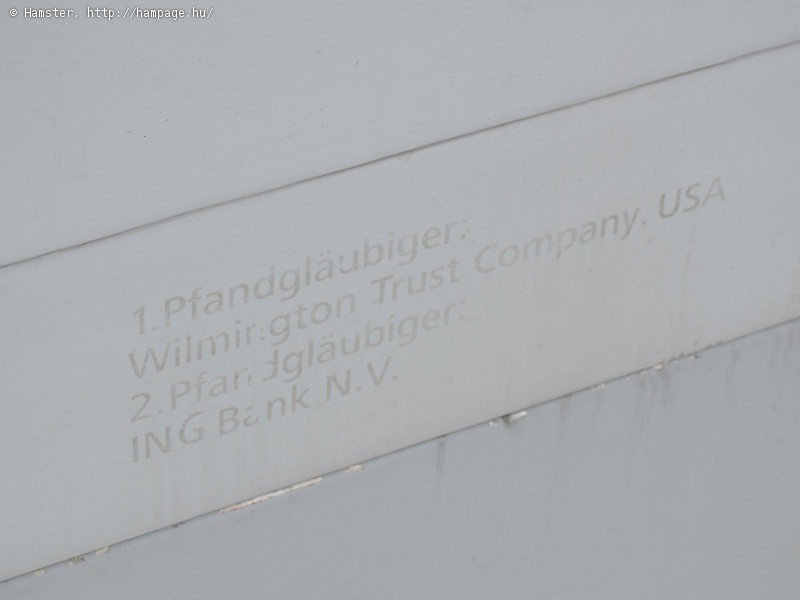 © Hamster, http://hampage.hu/
1.Pfandgläubiger:
Wilmington Trust Company. USA
2.Pfandgläubiger:
ING Bank N.V.